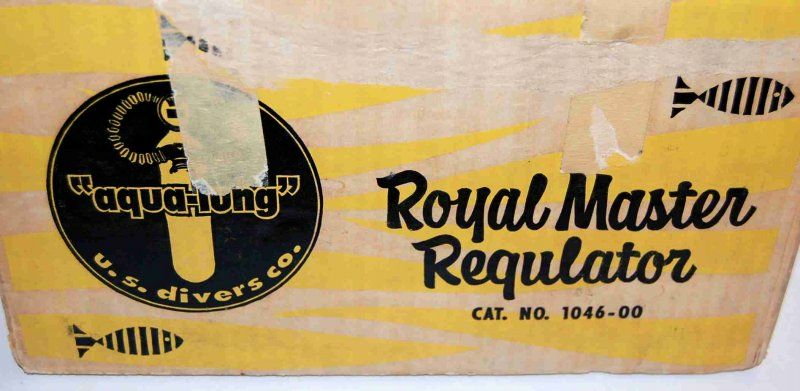 "aqua-lung"
u. s. divers co.
Royal Master
Regulator
CAT. NO. 1046-00